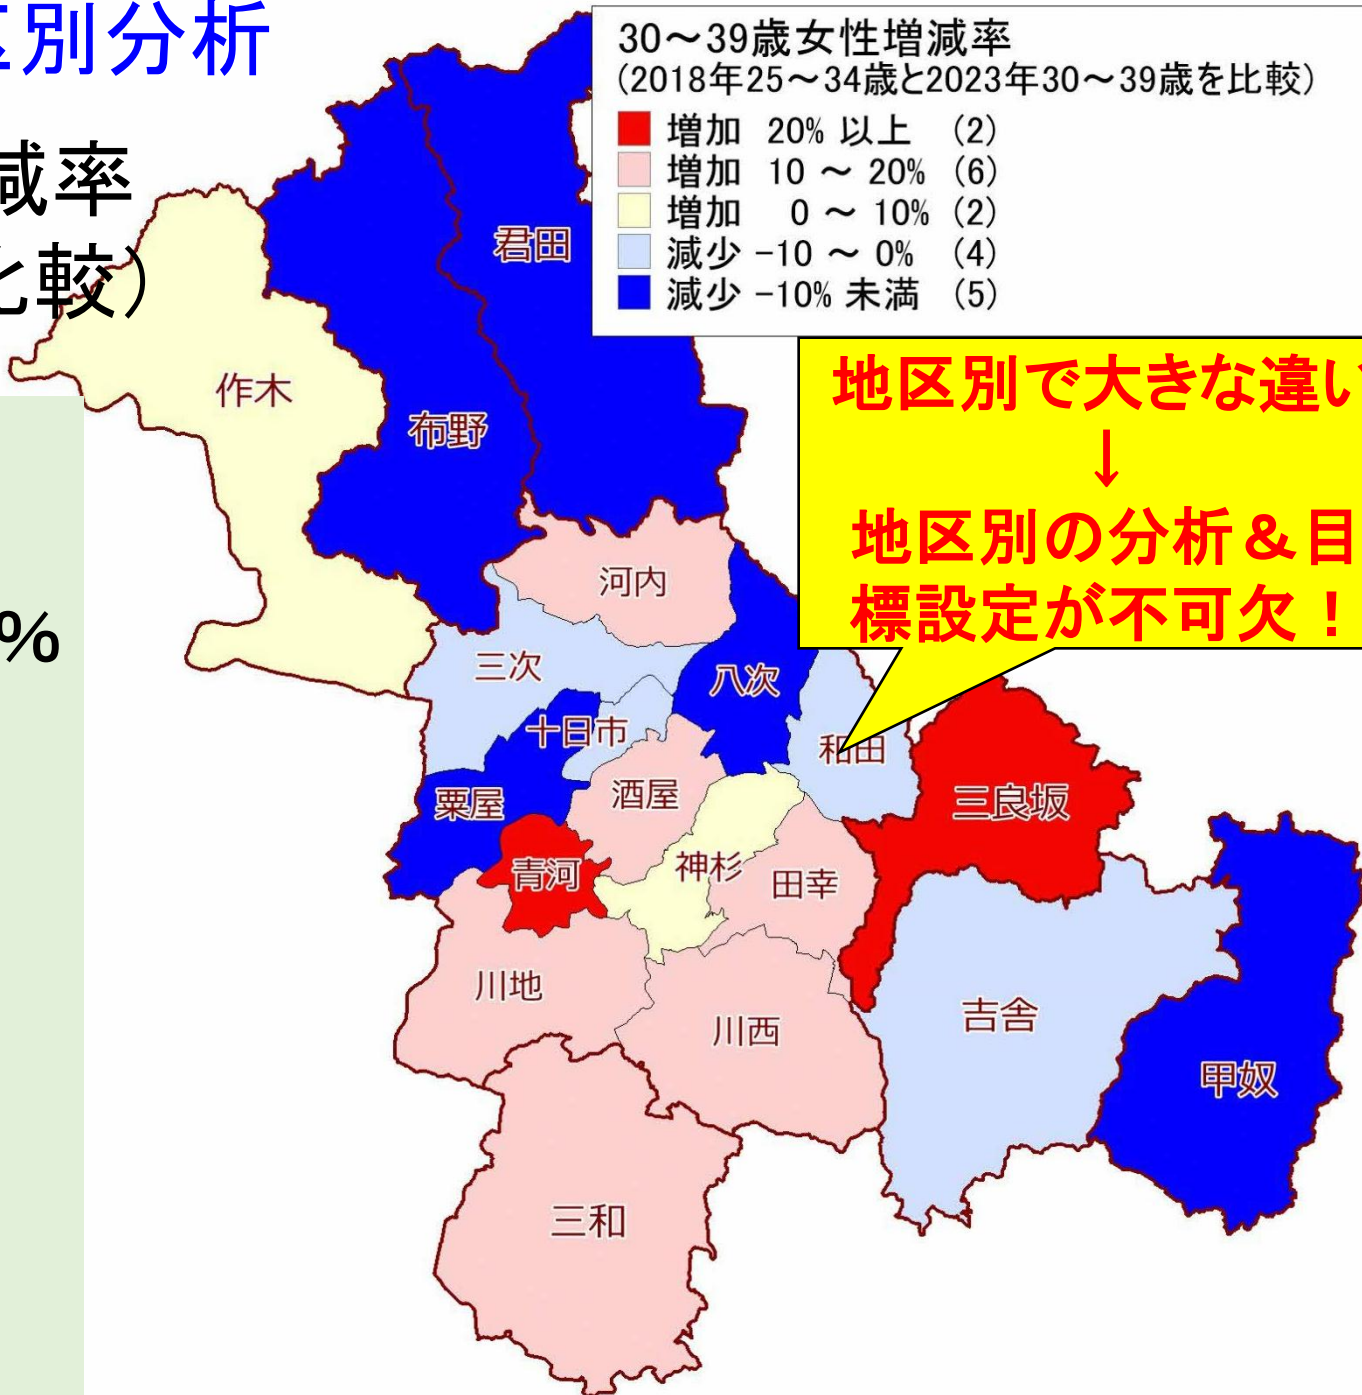 区別分析
減率
比較）
%
30～39歳女性増減率
(2018年25～34歳と2023年30～39歳を比較)
増加 20% 以上 (2)
増加 10 ～ 20% (6)
増加 0 ～ 10% (2)
減少 -10 ～ 0% (4)
減少 -10% 未満 (5)
地区別で大きな違い
↓
地区別の分析＆目
標設定が不可欠！
君田
作木
布野
河内
三次
八次
十日市
和田
酒屋
粟屋
三良坂
青河
神杉
田幸
川地
川西
吉舎
甲奴
三和